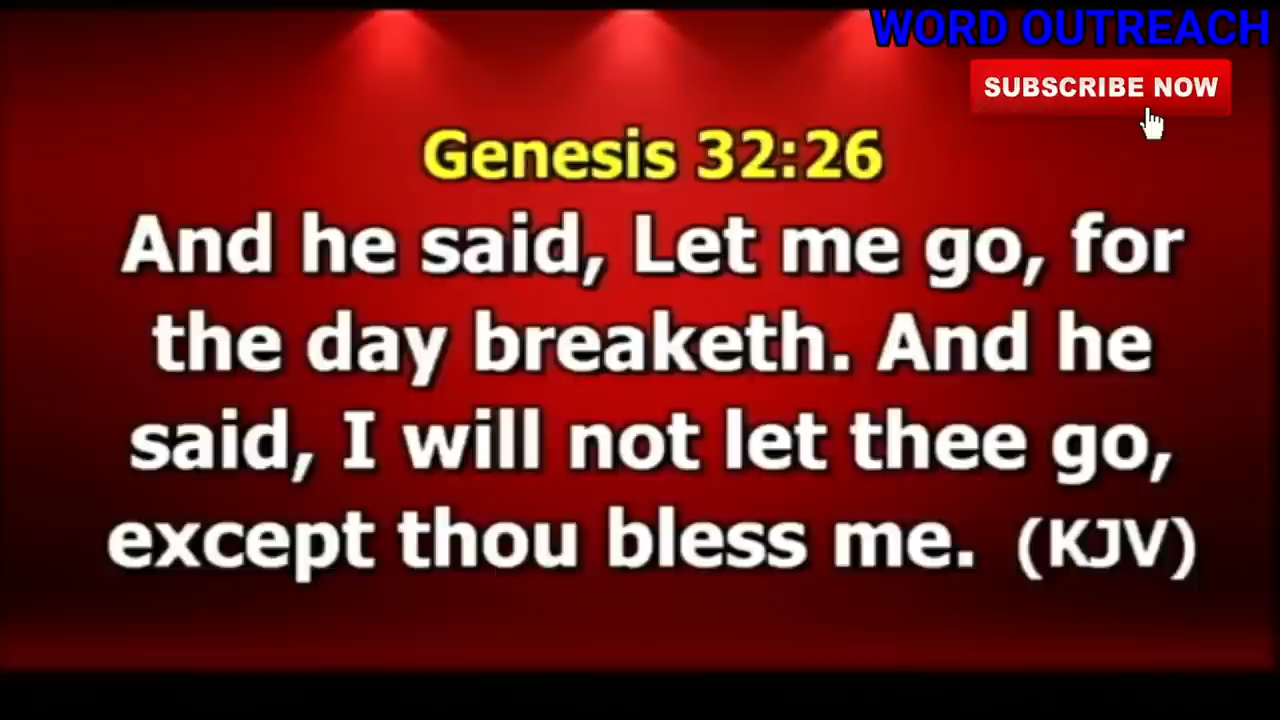 WORD OUTREACH
SUBSCRIBE NOW
Genesis 32:26
And he said, Let me go, for
the day breaketh. And he
said, I will not let thee go,
except thou bless me. (KJV)